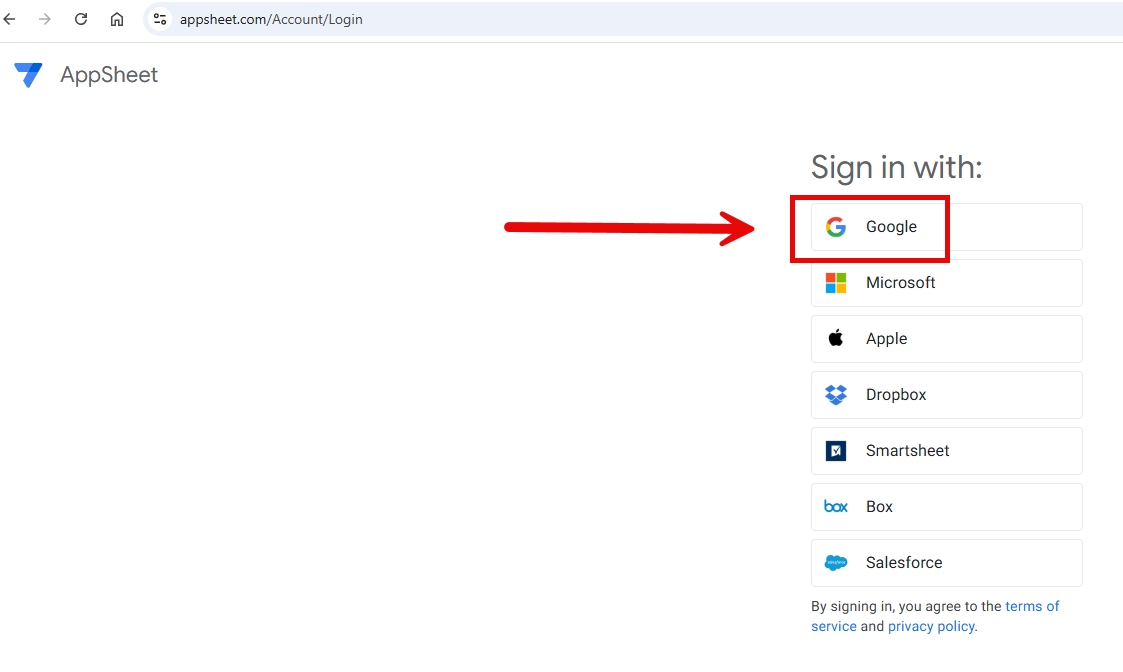 appsheet.com/Account/Login
AppSheet
Sign in with:
Google
Microsoft
Apple
Dropbox
Smartsheet
box Box
Salesforce
By signing in, you agree to the terms of
service and privacy policy.